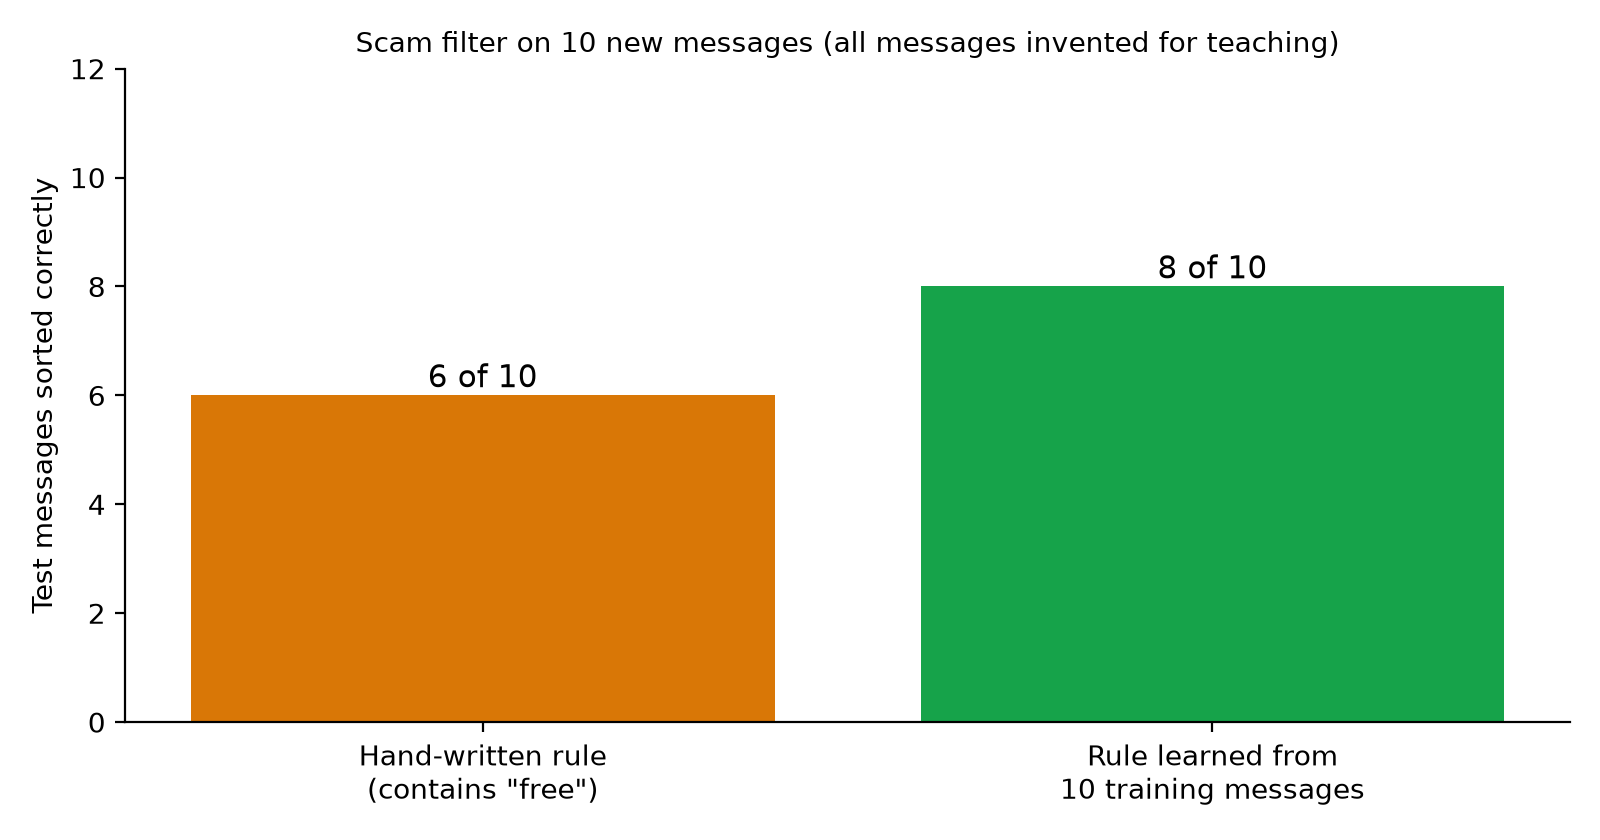 Scam filter on 10 new messages (all messages invented for teaching)
Test messages sorted correctly
12
10
8
6
4
2
0
6 of 10
8 of 10
Hand-written rule
(contains "free")
Rule learned from
10 training messages